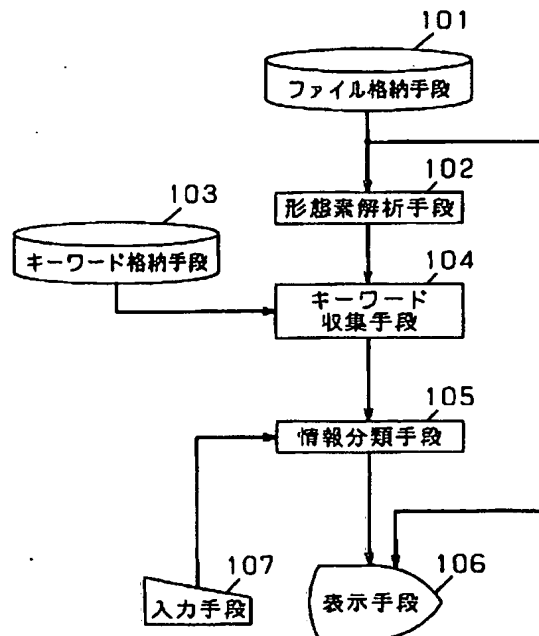 101
ファイル格納手段
102
形態素解析手段
103
キーワード格納手段
104
キーワード
収集手段
105
情報分類手段
107
入力手段
106
表示手段